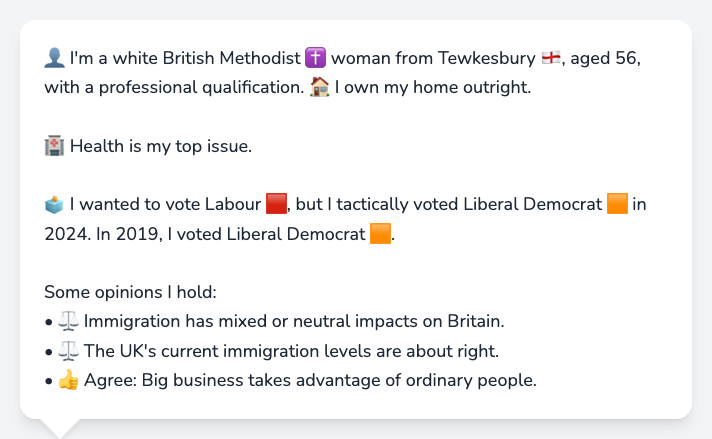 👤 I'm a white British Methodist ✝️ woman from Tewkesbury 🏴󠁧󠁢󠁥󠁮󠁧󠁿, aged 56,
with a professional qualification. 🏠 I own my home outright.
🏥 Health is my top issue.
🗳️ I wanted to vote Labour 🟥, but I tactically voted Liberal Democrat 🟧 in
2024. In 2019, I voted Liberal Democrat 🟧.
Some opinions I hold:
• ⚖️ Immigration has mixed or neutral impacts on Britain.
• ⚖️ The UK's current immigration levels are about right.
• 👍 Agree: Big business takes advantage of ordinary people.